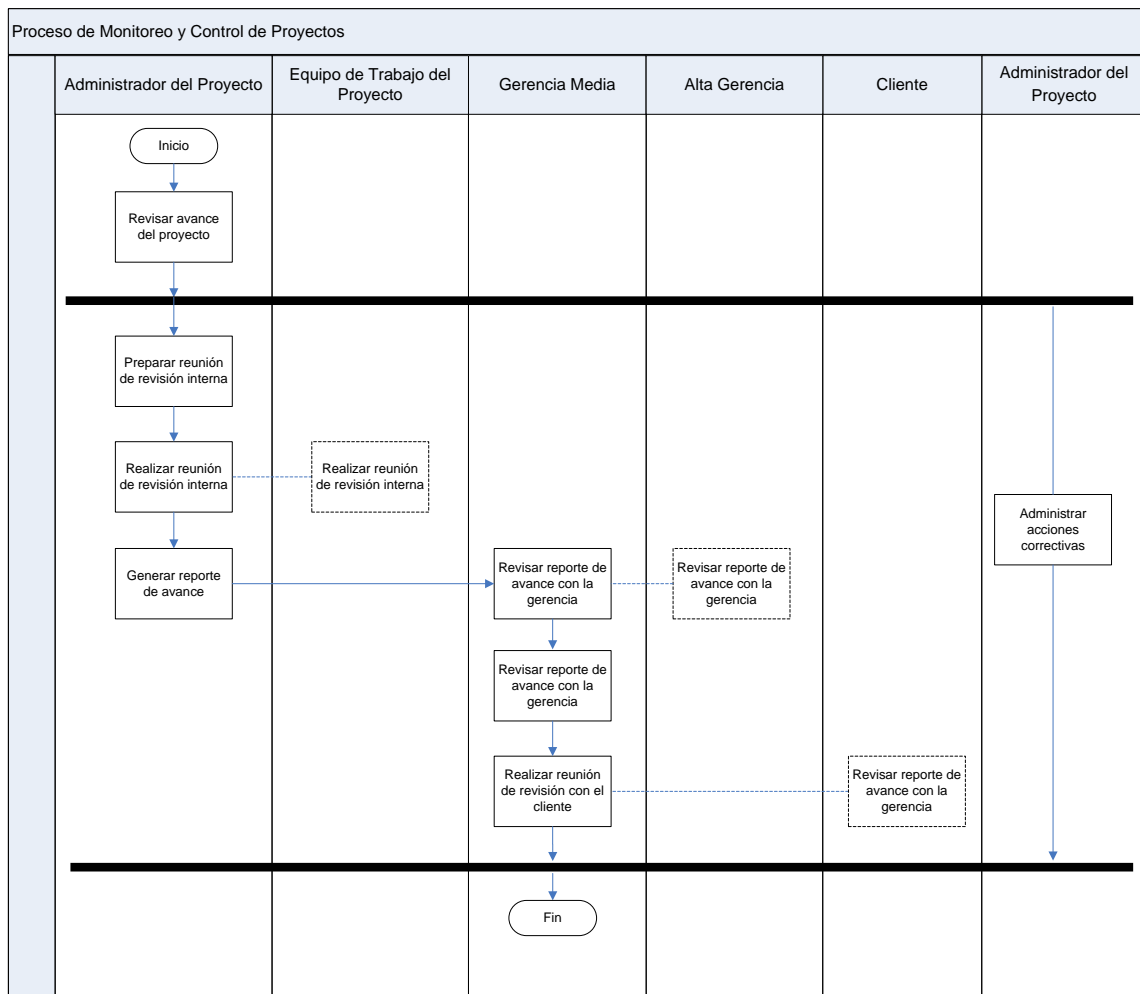 Proceso de Monitoreo y Control de Proyectos
Administrador del Proyecto
Equipo de Trabajo del
Proyecto
Gerencia Media
Alta Gerencia
Cliente
Administrador del
Proyecto
Inicio
Revisar avance
del proyecto
Preparar reunión
de revisión interna
Realizar reunión
de revisión interna
Realizar reunión
de revisión interna
Administrar
acciones
correctivas
Generar reporte
de avance
Revisar reporte de
avance con la
gerencia
Revisar reporte de
avance con la
gerencia
Revisar reporte de
avance con la
gerencia
Realizar reunión
de revisión con el
cliente
Revisar reporte de
avance con la
gerencia
Fin